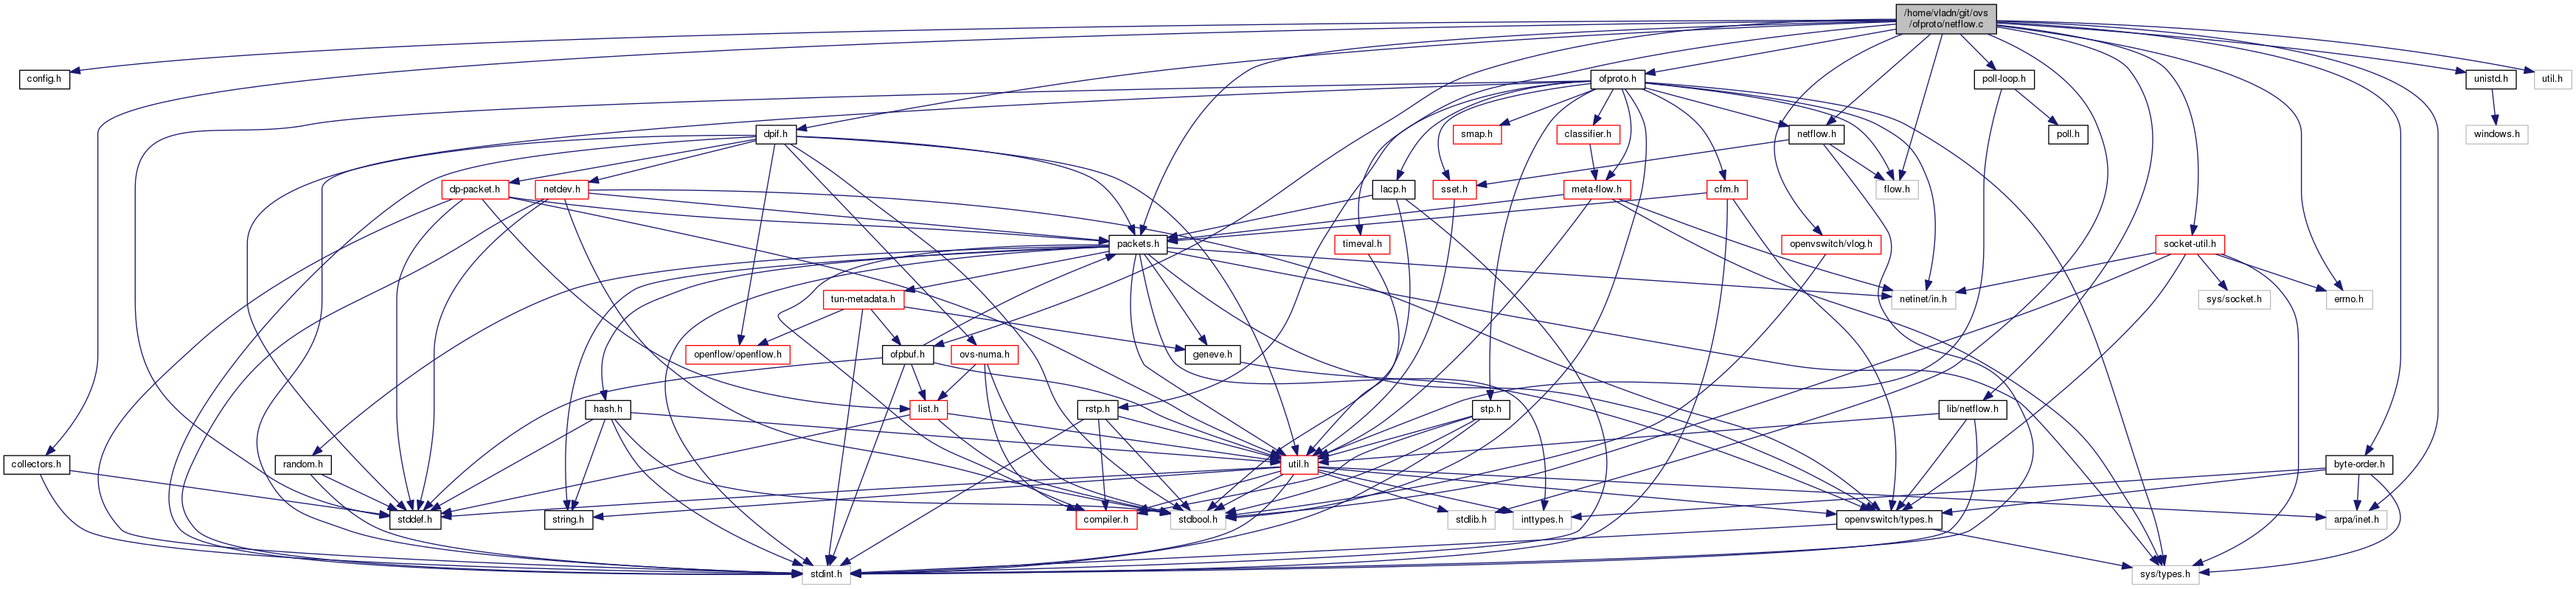 /home/vladn/git/ovs
/ofproto/netflow.c
config.h
ofproto.h
poll-loop.h
unistd.h
util.h
dpif.h
smap.h
classifier.h
netflow.h
poll.h
windows.h
dp-packet.h
netdev.h
lacp.h
sset.h
meta-flow.h
cfm.h
flow.h
packets.h
timeval.h
openvswitch/vlog.h
socket-util.h
tun-metadata.h
netinet/in.h
sys/socket.h
errno.h
openflow/openflow.h
ofpbuf.h
ovs-numa.h
geneve.h
hash.h
list.h
rstp.h
stp.h
lib/netflow.h
collectors.h
random.h
util.h
byte-order.h
stddef.h
string.h
compiler.h
stdbool.h
stdlib.h
inttypes.h
openvswitch/types.h
arpa/inet.h
stdint.h
sys/types.h